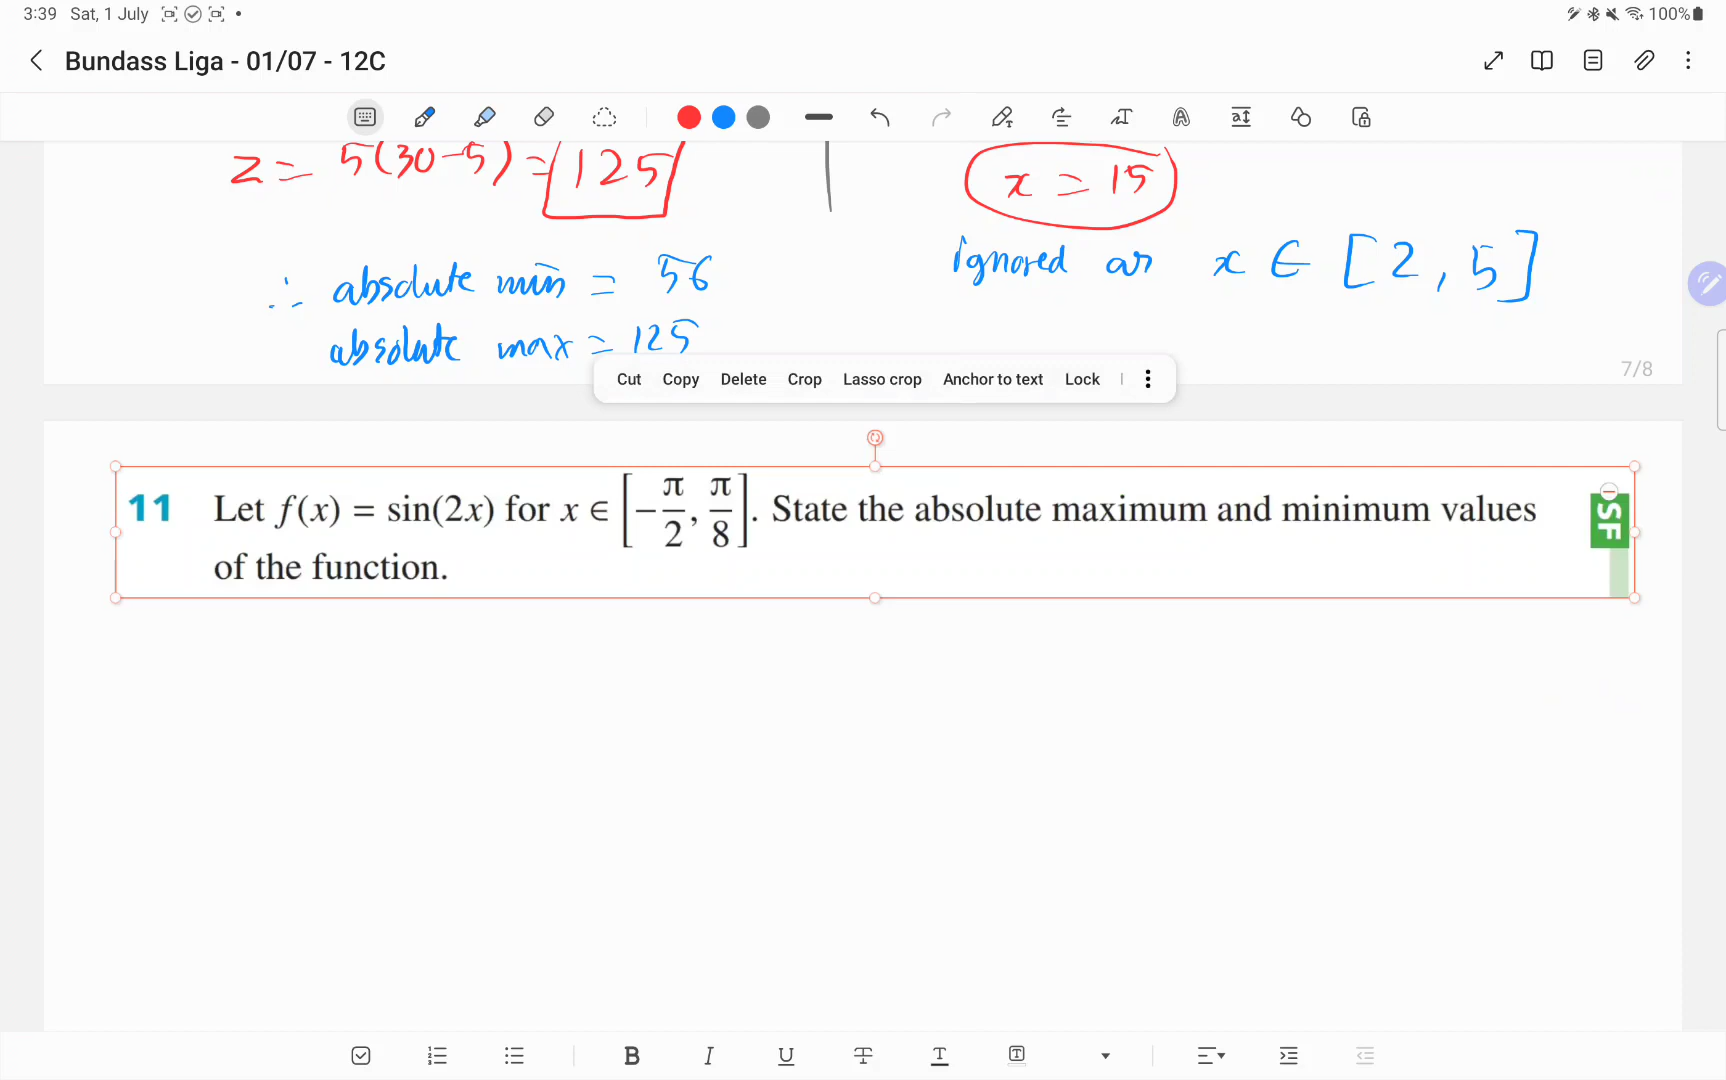 3:39 Sat, 1 July
100%
Bundass Liga - 01/07 - 12C
z = 5(30-5) = 125
x = 15
∴ absolute min = 56
ignored as x ∈ [2, 5]
absolute max = 125
7/8
Cut Copy Delete Crop Lasso crop Anchor to text Lock
11 Let f(x) = sin(2x) for x ∈ [-π/2, π/8]. State the absolute maximum and minimum values
of the function.
SF
B I U T T T